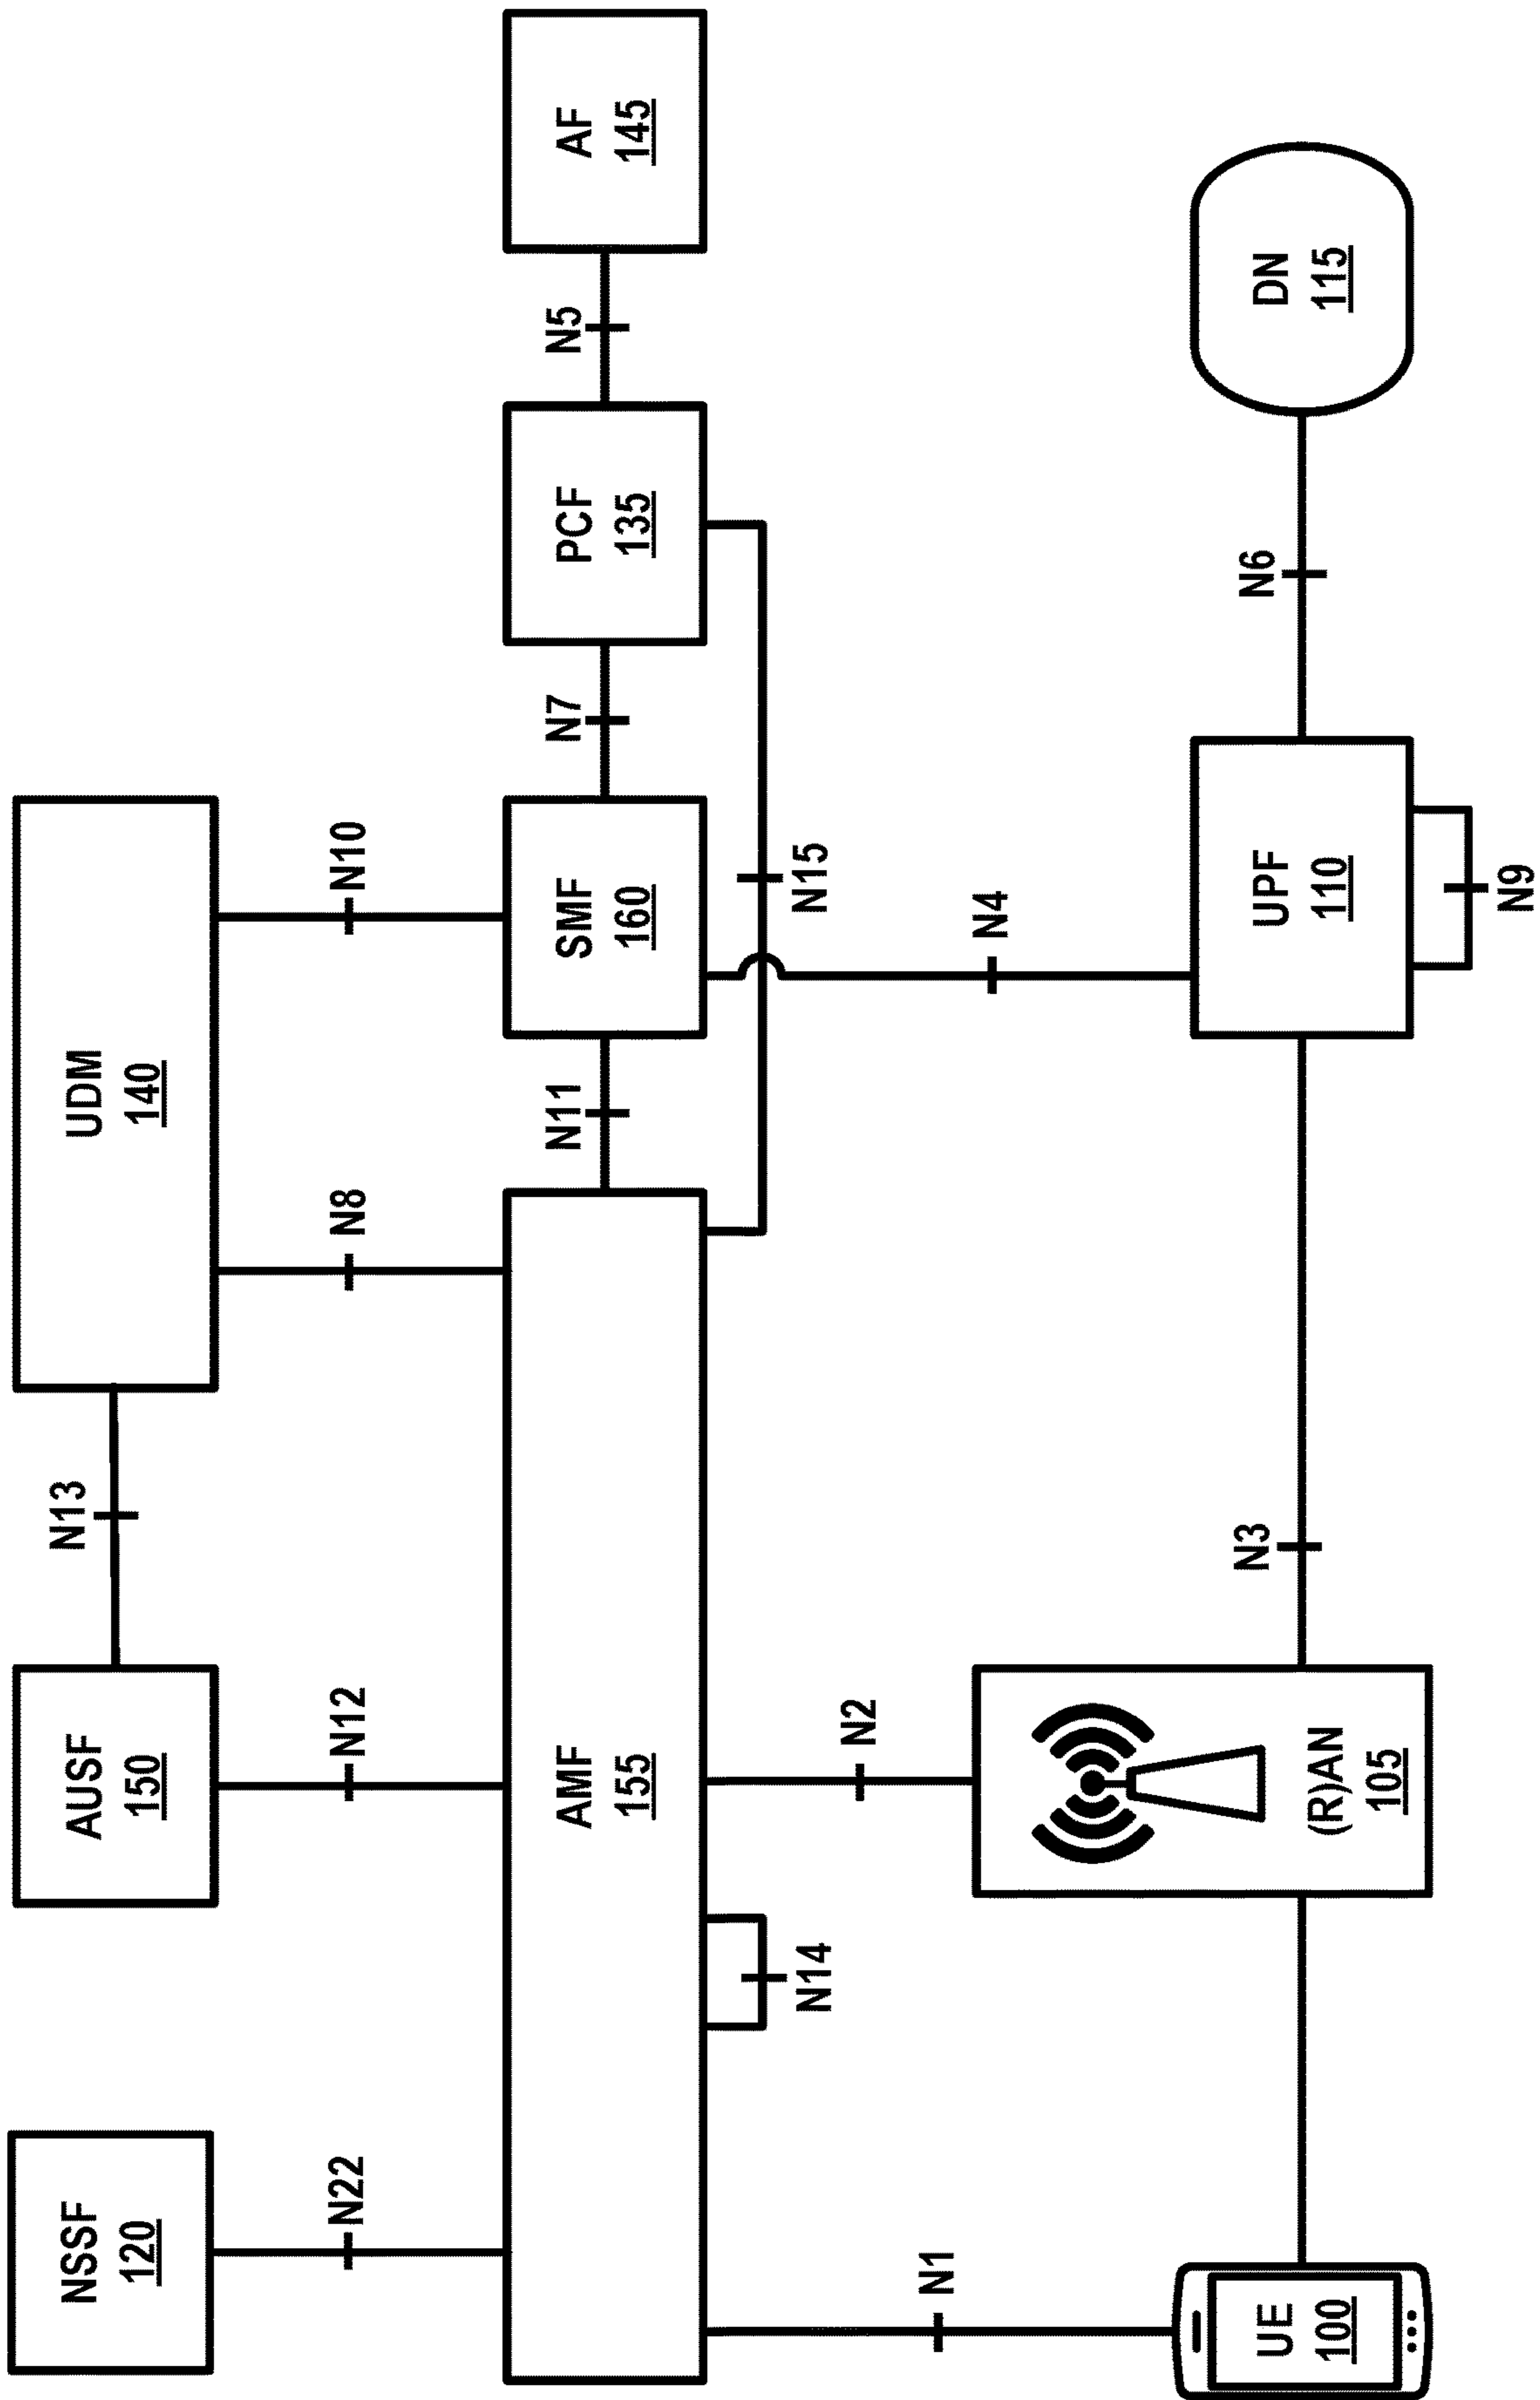 NSSF
120
AUSF
150
UDM
140
N13
N22
N12
N8
N10
AMF
155
N11
SMF
160
N7
PCF
135
N5
AF
145
N14
N15
N1
N2
N4
UE
100
(R)AN
105
N3
UPF
110
N6
DN
115
N9